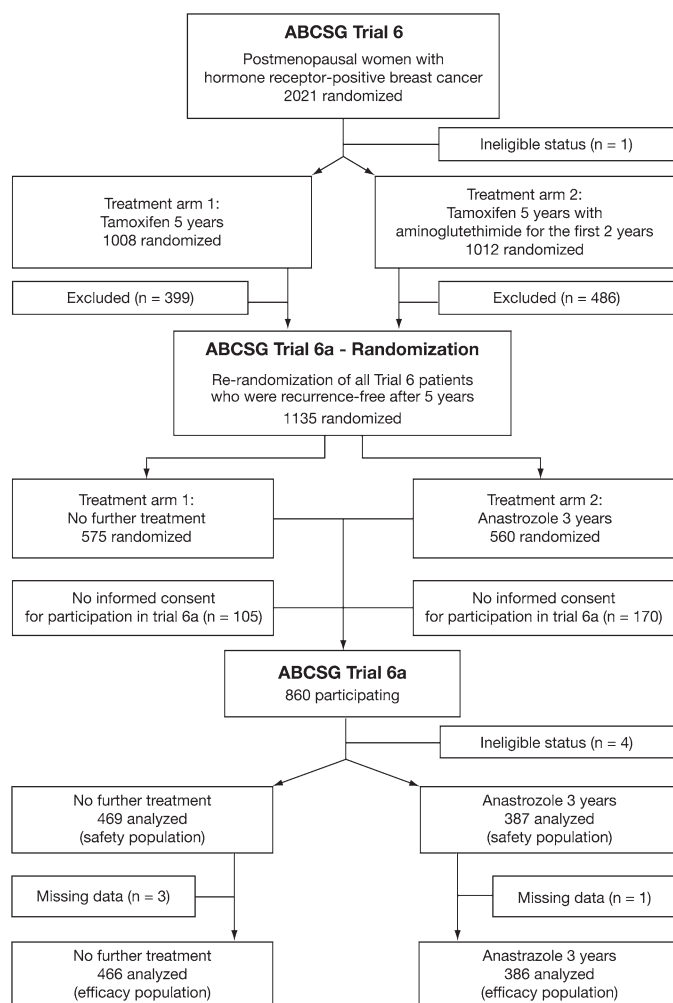 ABCSG Trial 6
Postmenopausal women with
hormone receptor-positive breast cancer
2021 randomized
Ineligible status (n = 1)
Treatment arm 1:
Tamoxifen 5 years
1008 randomized
Treatment arm 2:
Tamoxifen 5 years with
aminoglutethimide for the first 2 years
1012 randomized
Excluded (n = 399)
Excluded (n = 486)
ABCSG Trial 6a - Randomization
Re-randomization of all Trial 6 patients
who were recurrence-free after 5 years
1135 randomized
Treatment arm 1:
No further treatment
575 randomized
Treatment arm 2:
Anastrozole 3 years
560 randomized
No informed consent
for participation in trial 6a (n = 105)
No informed consent
for participation in trial 6a (n = 170)
ABCSG Trial 6a
860 participating
Ineligible status (n = 4)
No further treatment
469 analyzed
(safety population)
Anastrozole 3 years
387 analyzed
(safety population)
Missing data (n = 3)
Missing data (n = 1)
No further treatment
466 analyzed
(efficacy population)
Anastrazole 3 years
386 analyzed
(efficacy population)